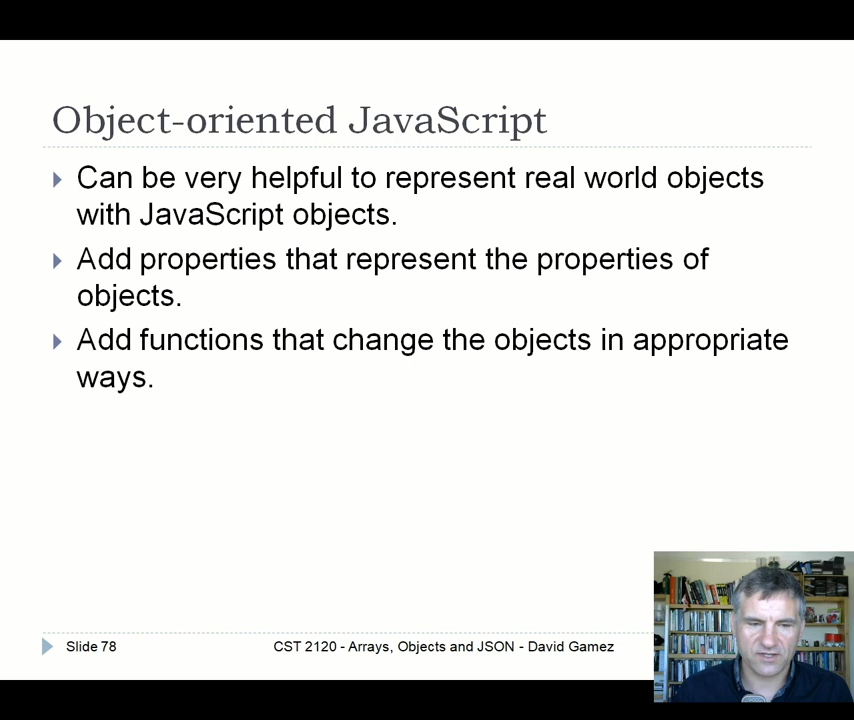 Object-oriented JavaScript
Can be very helpful to represent real world objects
with JavaScript objects.
Add properties that represent the properties of
objects.
Add functions that change the objects in appropriate
ways.
Slide 78
CST 2120 - Arrays, Objects and JSON - David Gamez